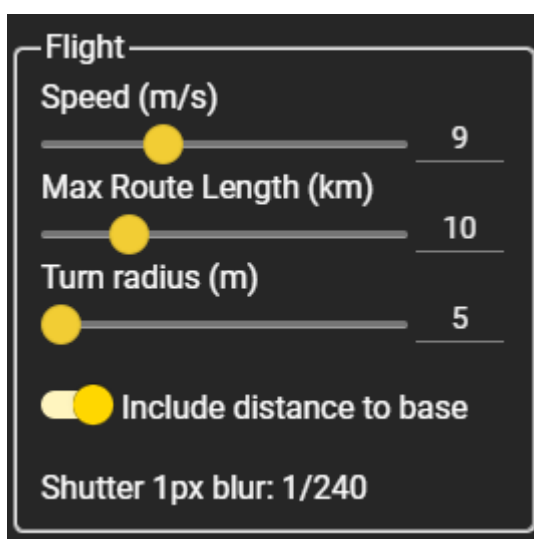 Flight
Speed (m/s)
9
Max Route Length (km)
10
Turn radius (m)
5
Include distance to base
Shutter 1px blur: 1/240